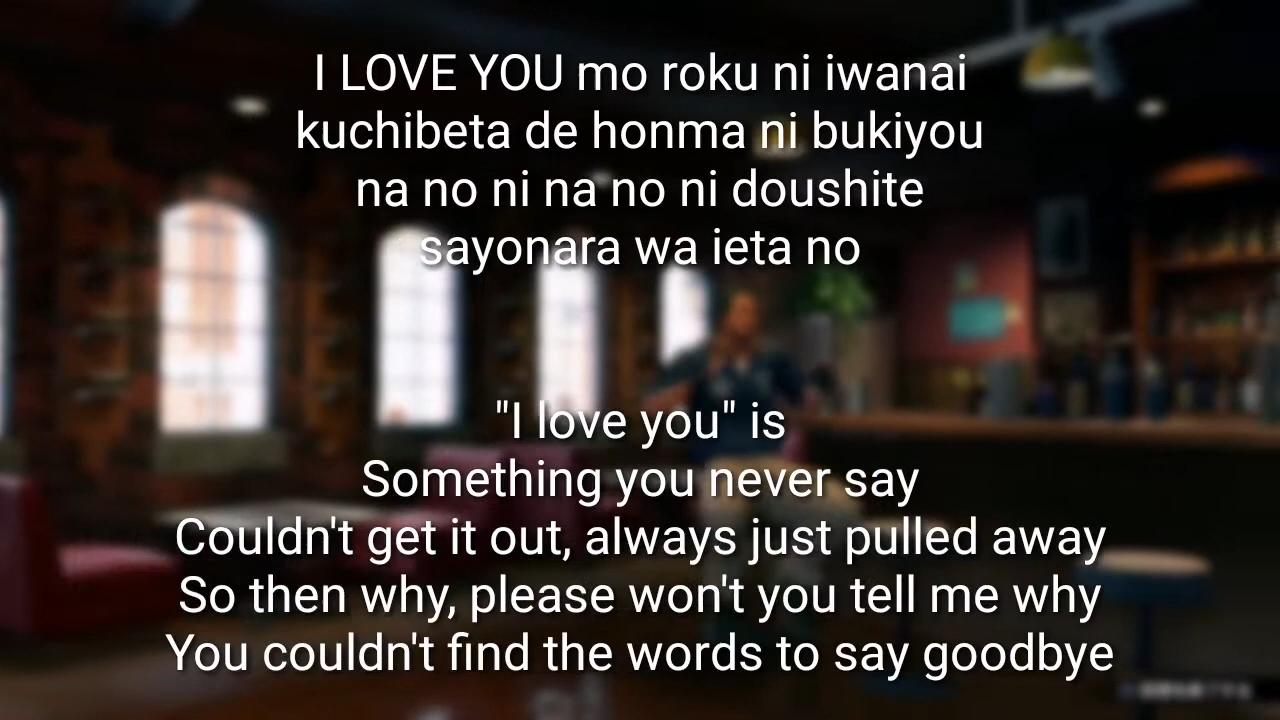 I LOVE YOU mo roku ni iwanai
kuchibeta de honma ni bukiyou
na no ni na no ni doushite
sayonara wa ieta no
"I love you" is
Something you never say
Couldn't get it out, always just pulled away
So then why, please won't you tell me why
You couldn't find the words to say goodbye